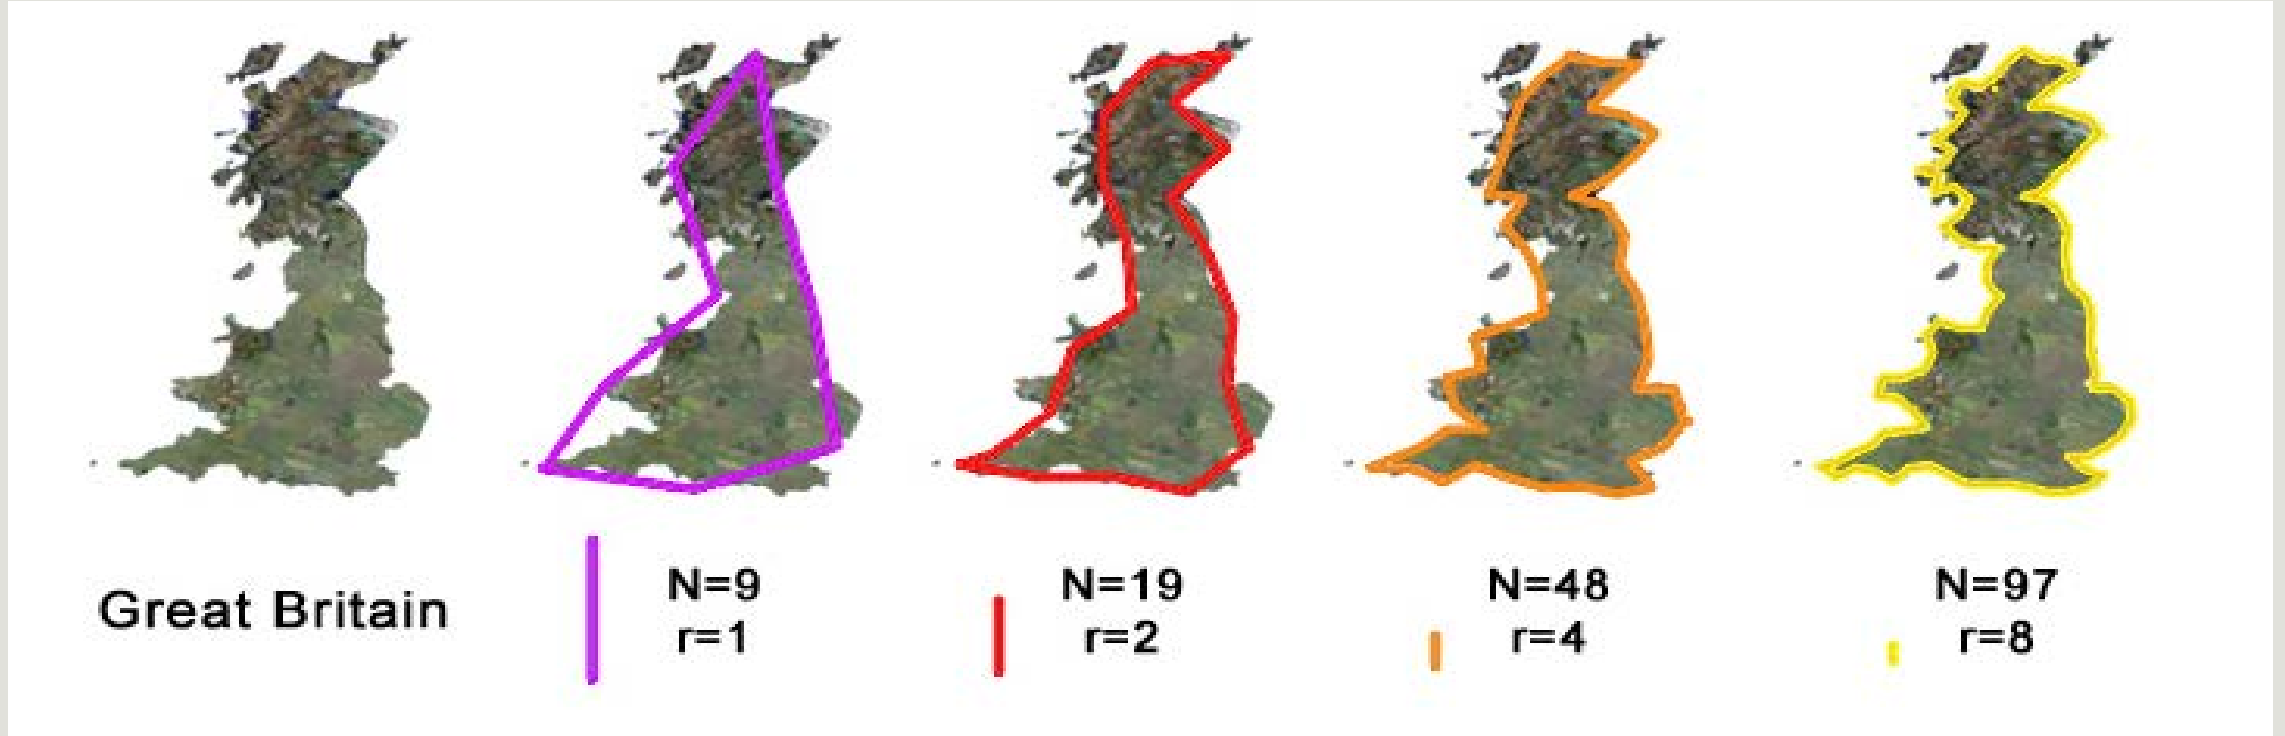 Great Britain
N=9
r=1
N=19
r=2
N=48
r=4
N=97
r=8